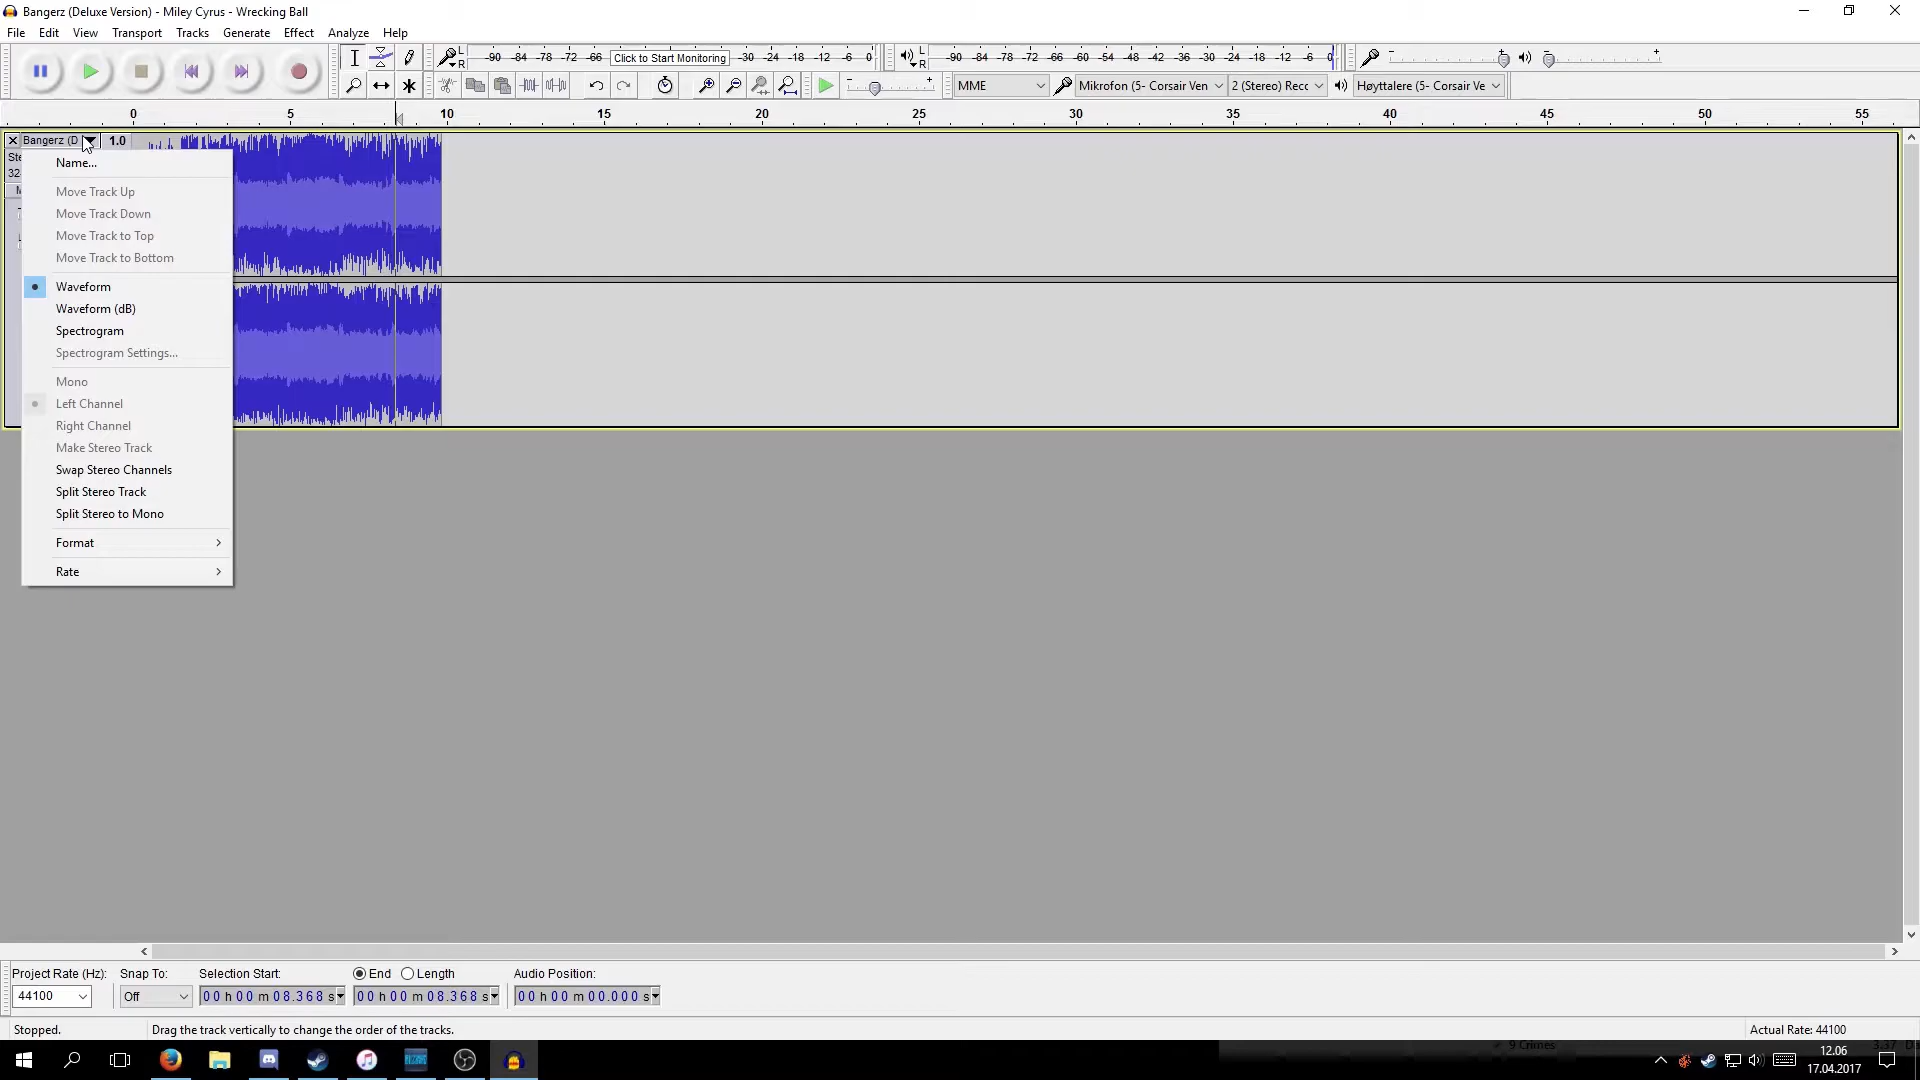 Bangerz (Deluxe Version) - Miley Cyrus - Wrecking Ball
File Edit View Transport Tracks Generate Effect Analyze Help
L R -90 -84 -78 -72 -66 Click to Start Monitoring -30 -24 -18 -12 -6 0
L R -90 -84 -78 -72 -66 -60 -54 -48 -42 -36 -30 -24 -18 -12 -6 0
- +
- +
- + MME Mikrofon (5- Corsair Ven 2 (Stereo) Recc Høyttalere (5- Corsair Ve
0 5 10 15 20 25 30 35 40 45 50 55
Bangerz (D 1.0
Ste
32
Name...
Move Track Up
Move Track Down
Move Track to Top
Move Track to Bottom
Waveform
Waveform (dB)
Spectrogram
Spectrogram Settings...
Mono
Left Channel
Right Channel
Make Stereo Track
Swap Stereo Channels
Split Stereo Track
Split Stereo to Mono
Format
Rate
Project Rate (Hz): Snap To: Selection Start: End Length Audio Position:
44100 Off 00 h 00 m 08.368 s 00 h 00 m 08.368 s 00 h 00 m 00.000 s
Stopped. Drag the track vertically to change the order of the tracks. Actual Rate: 44100
9 Crimes
12.06
17.04.2017